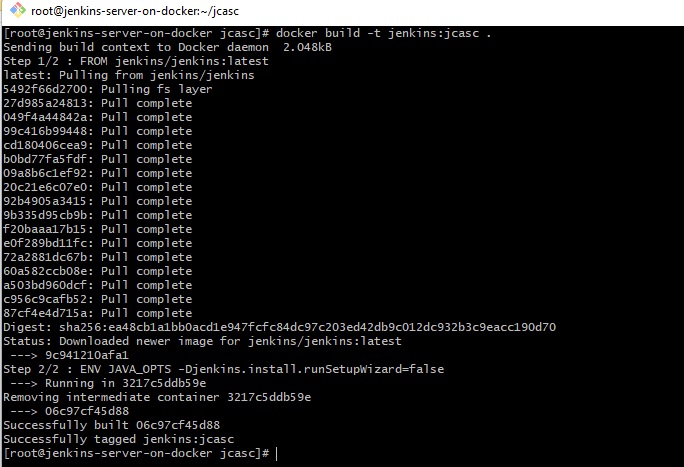 root@jenkins-server-on-docker:~/jcasc
[root@jenkins-server-on-docker jcasc]# docker build -t jenkins:jcasc .
Sending build context to Docker daemon  2.048kB
Step 1/2 : FROM jenkins/jenkins:latest
latest: Pulling from jenkins/jenkins
5492f66d2700: Pulling fs layer
27d985a24813: Pull complete
049f4a44842a: Pull complete
99c416b99448: Pull complete
cd180406cea9: Pull complete
b0bd77fa5fdf: Pull complete
09a8b6c1ef92: Pull complete
20c21e6c07e0: Pull complete
92b4905a3415: Pull complete
9b335d95cb9b: Pull complete
f20baaa17b15: Pull complete
e0f289bd11fc: Pull complete
72a2881dc67b: Pull complete
60a582ccb08e: Pull complete
a503bd960dcf: Pull complete
c956c9cafb52: Pull complete
87cf4e4d715a: Pull complete
Digest: sha256:ea48cb1a1bb0acd1e947fcfc84dc97c203ed42db9c012dc932b3c9eacc190d70
Status: Downloaded newer image for jenkins/jenkins:latest
 ---> 9c941210afa1
Step 2/2 : ENV JAVA_OPTS -Djenkins.install.runSetupWizard=false
 ---> Running in 3217c5ddb59e
Removing intermediate container 3217c5ddb59e
 ---> 06c97cf45d88
Successfully built 06c97cf45d88
Successfully tagged jenkins:jcasc
[root@jenkins-server-on-docker jcasc]#